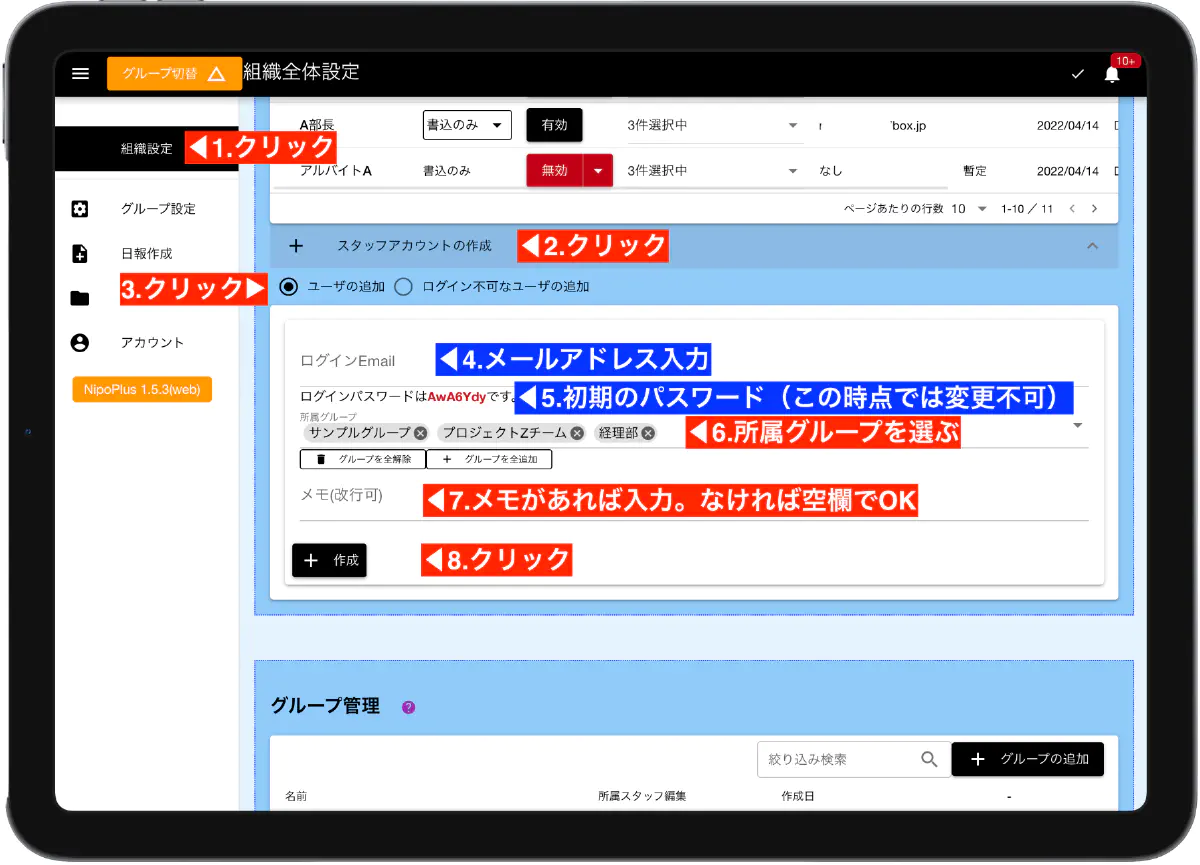 グループ切替 組織全体設定 10+
A部長 書込のみ 有効 3件選択中 r `box.jp 2022/04/14
組織設定 ◀1.クリック
アルバイトA 書込のみ 無効 3件選択中 なし 暫定 2022/04/14
グループ設定
ページあたりの行数 10 1-10 / 11
+ スタッフアカウントの作成 ◀2.クリック
日報作成
3.クリック▶ ユーザの追加 ログイン不可なユーザの追加
アカウント
ログインEmail ◀4.メールアドレス入力
NipoPlus 1.5.3(web)
ログインパスワードはAwA6Ydyです。 ◀5.初期のパスワード（この時点では変更不可）
所属グループ
サンプルグループ プロジェクトZチーム 経理部 ◀6.所属グループを選ぶ
グループを全解除 + グループを全追加
メモ(改行可) ◀7.メモがあれば入力。なければ空欄でOK
+ 作成 ◀8.クリック
グループ管理 ?
絞り込み検索 + グループの追加
名前 所属スタッフ編集 作成日 -